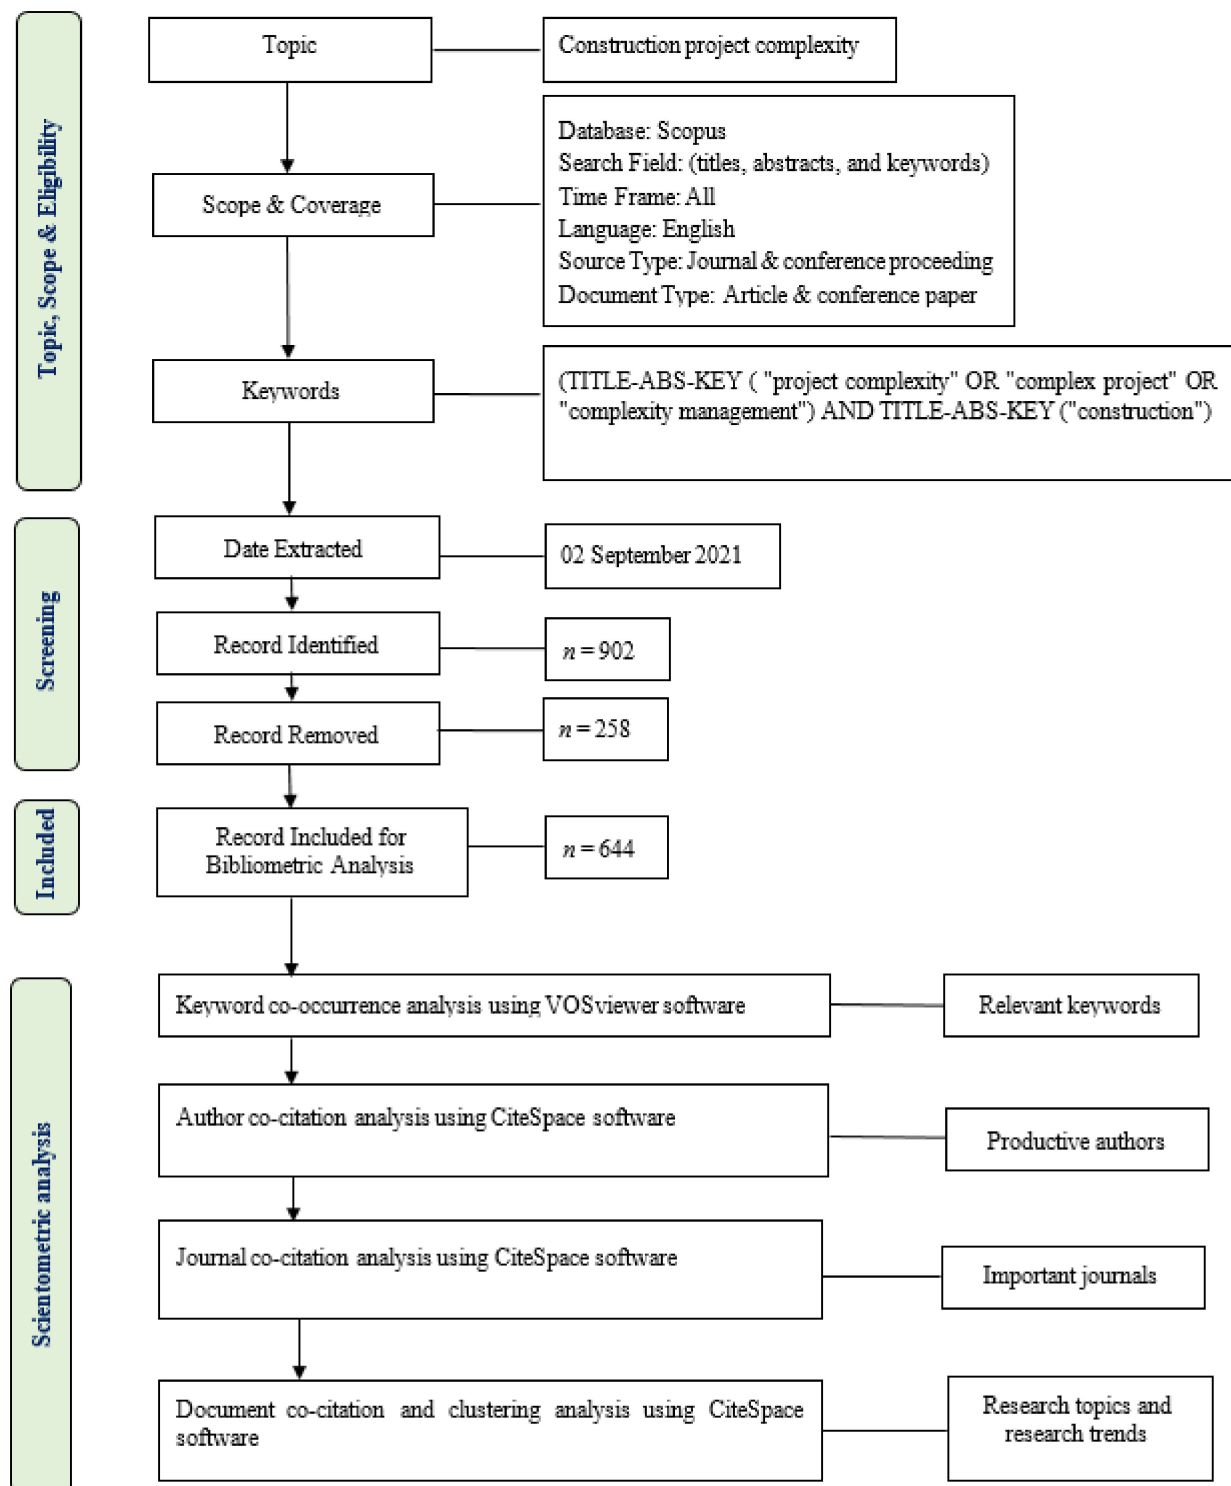 Topic, Scope & Eligibility
Topic
Construction project complexity
Scope & Coverage
Database: Scopus
Search Field: (titles, abstracts, and keywords)
Time Frame: All
Language: English
Source Type: Journal & conference proceeding
Document Type: Article & conference paper
Keywords
(TITLE-ABS-KEY ( "project complexity" OR "complex project" OR
"complexity management") AND TITLE-ABS-KEY ("construction")
Screening
Date Extracted
02 September 2021
Record Identified
n = 902
Record Removed
n = 258
Included
Record Included for
Bibliometric Analysis
n = 644
Scientometric analysis
Keyword co-occurrence analysis using VOSviewer software
Relevant keywords
Author co-citation analysis using CiteSpace software
Productive authors
Journal co-citation analysis using CiteSpace software
Important journals
Document co-citation and clustering analysis using CiteSpace
software
Research topics and
research trends